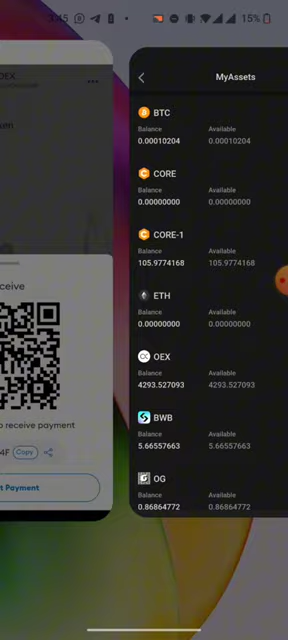 3:45
15%
OEX
MyAssets
eceive
o receive payment
4F
Copy
t Payment
BTC
Balance Available
0.00010204 0.00010204
CORE
Balance Available
0.00000000 0.00000000
CORE-1
Balance Available
105.9774168 105.9774168
ETH
Balance Available
0.00000000 0.00000000
OEX
Balance Available
4293.527093 4293.527093
BWB
Balance Available
5.66557663 5.66557663
OG
Balance Available
0.86864772 0.86864772